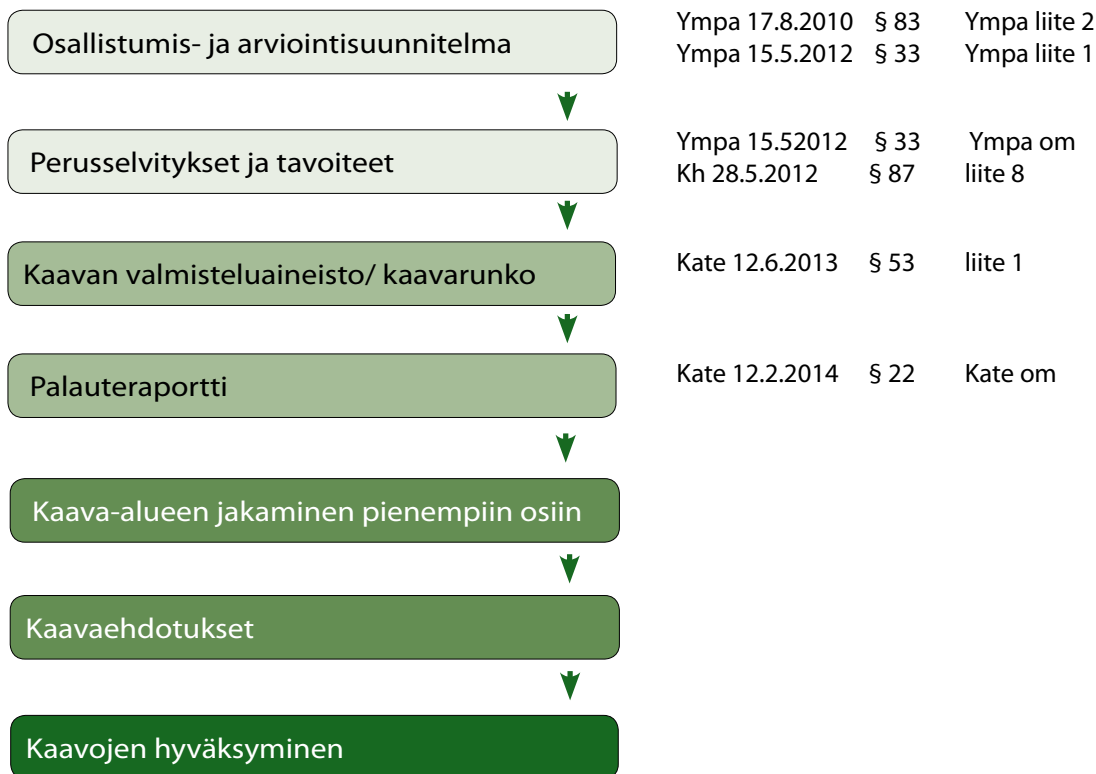 Osallistumis- ja arviointisuunnitelma
Ympa 17.8.2010 § 83 Ympa liite 2
Ympa 15.5.2012 § 33 Ympa liite 1
Perusselvitykset ja tavoiteet
Ympa 15.52012 § 33 Ympa om
Kh 28.5.2012 § 87 liite 8
Kaavan valmisteluaineisto/ kaavarunko
Kate 12.6.2013 § 53 liite 1
Palauteraportti
Kate 12.2.2014 § 22 Kate om
Kaava-alueen jakaminen pienempiin osiin
Kaavaehdotukset
Kaavojen hyväksyminen